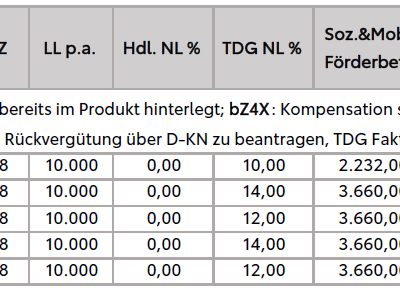 Z LL p.a. Hdl. NL % TDG NL % Soz.&Mob
Förderbe
bereits im Produkt hinterlegt; bZ4X: Kompensation s
Rückvergütung über D-KN zu beantragen, TDG Fakt
8 10.000 0,00 10,00 2.232,0
8 10.000 0,00 14,00 3.660,0
8 10.000 0,00 12,00 3.660,0
8 10.000 0,00 14,00 3.660,0
8 10.000 0,00 12,00 3.660,0